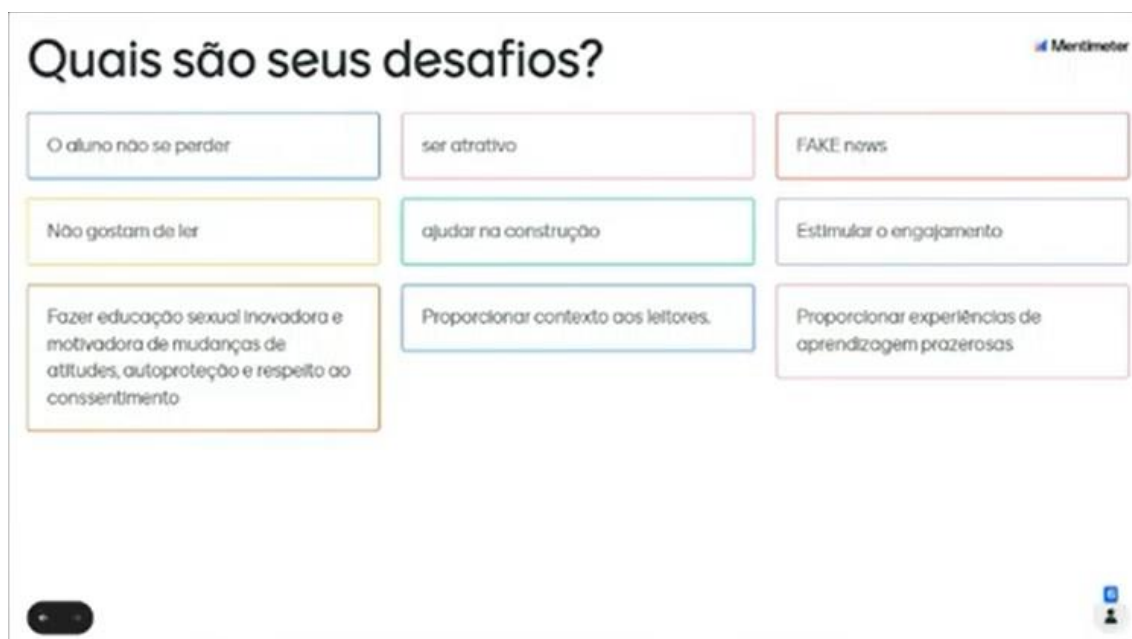 Quais são seus desafios?
Mentimeter
O aluno não se perder
ser atrativo
FAKE news
Não gostam de ler
ajudar na construção
Estimular o engajamento
Fazer educação sexual inovadora e
motivadora de mudanças de
atitudes, autoproteção e respeito ao
conssentimento
Proporcionar contexto aos leitores.
Proporcionar experiências de
aprendizagem prazerosas